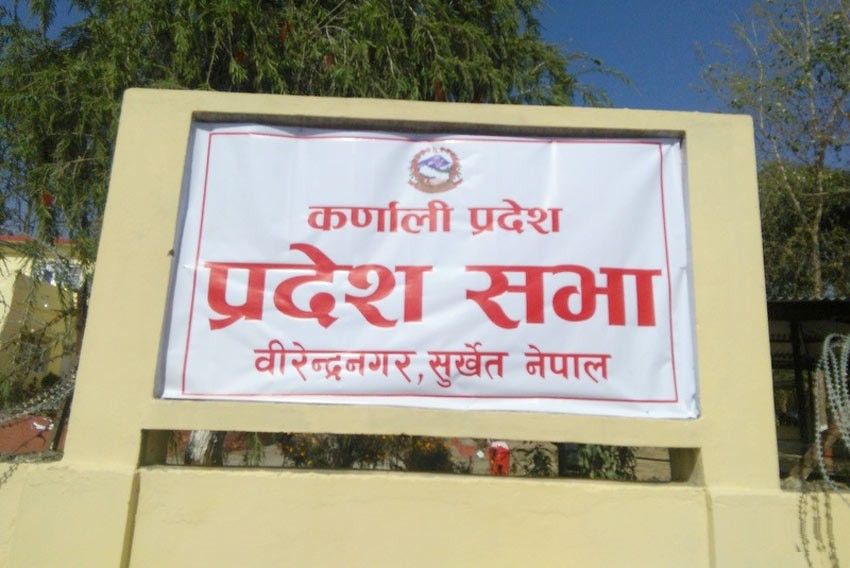 कर्णाली प्रदेश
प्रदेश सभा
वीरेन्द्रनगर, सुर्खेत नेपाल